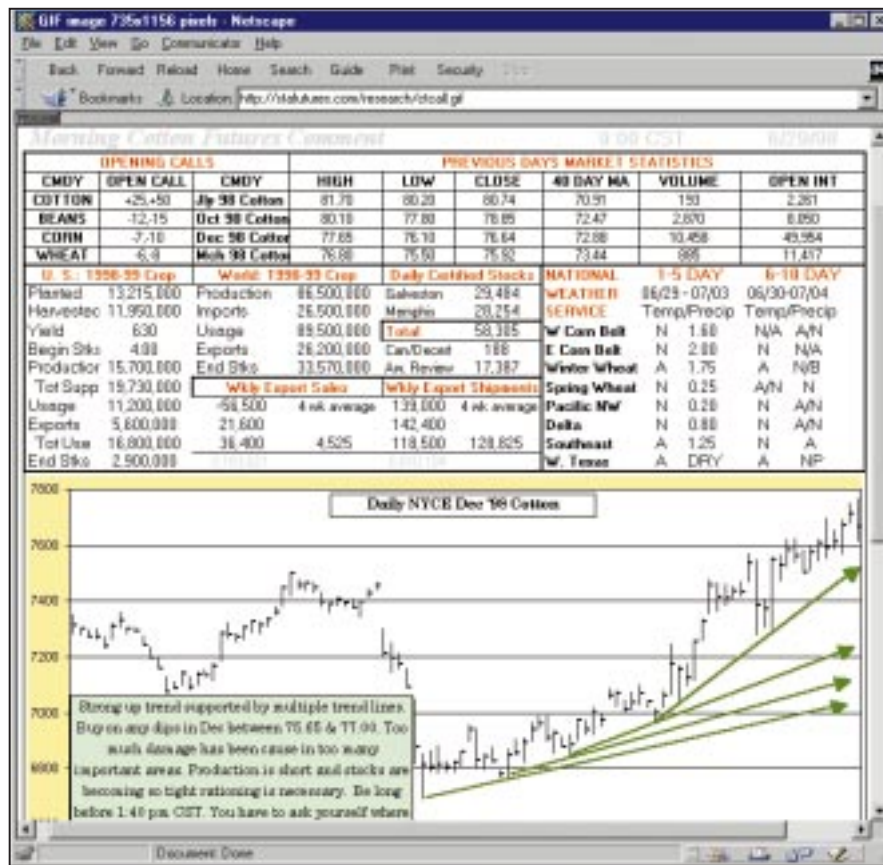 GIF image 735x1156 pixels - Netscape
File Edit View Go Communicator Help
Back Forward Reload Home Search Guide Print Security
Bookmarks Location: http://stafutures.com/research/ctcall.gif
Morning Cotton Futures Comment 9:00 CST 6/29/98
OPENING CALLS PREVIOUS DAYS MARKET STATISTICS
CMDY OPEN CALL CMDY HIGH LOW CLOSE 40 DAY MA VOLUME OPEN INT
COTTON +25,+50 Jly 98 Cotton 81.70 80.20 80.74 70.91 193 2,261
BEANS -12,-15 Oct 98 Cotton 80.10 77.80 78.85 72.47 2,870 8,050
CORN -7,-10 Dec 98 Cotton 77.65 76.10 76.64 72.88 10,458 49,954
WHEAT -6,-8 Mch 98 Cotton 76.80 75.50 75.92 73.44 885 11,417
U. S.: 1998-99 Crop World: 1998-99 Crop Daily Certified Stocks NATIONAL 1-5 DAY 6-10 DAY
Planted 13,215,000 Production 86,500,000 Galveston 29,484 WEATHER 06/29 - 07/03 06/30-07/04
Harvested 11,950,000 Imports 26,500,000 Memphis 28,254 SERVICE Temp/Precip Temp/Precip
Yield 630 Usage 89,500,000 Total 58,305 W Corn Belt N 1.60 N/A A/N
Begin Stks 4.00 Exports 26,200,000 Can/Decert 188 E Corn Belt N 2.00 N N/A
Production 15,700,000 End Stks 33,570,000 Aw. Review 17,387 Winter Wheat A 1.75 A N/B
Tot Supp 19,730,000 Wkly Export Sales Wkly Export Shipments Spring Wheat N 0.25 A/N N
Usage 11,200,000 -56,500 4 wk average 139,000 4 wk average Pacific NW N 0.20 N A/N
Exports 5,600,000 21,600 142,400 Delta N 0.80 N A/N
Tot Use 16,800,000 36,400 4,525 118,500 128,825 Southeast A 1.25 N A
End Stks 2,900,000 W. Texas A DRY A NP
Daily NYCE Dec '98 Cotton
7800
7600
7400
7200
7000
6800
Strong up trend supported by multiple trend lines.
Buy on any dips in Dec between 75.65 & 77.00. Too
much damage has been cause in too many
important areas. Production is short and stocks are
becoming so tight rationing is necessary. Be long
before 1:40 pm CST. You have to ask yourself where
Document: Done